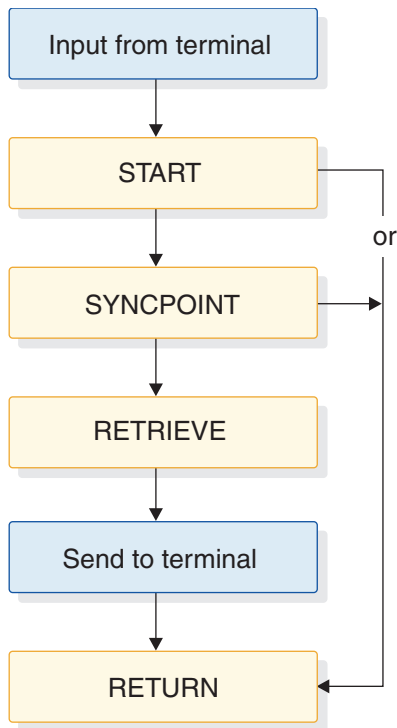 Input from terminal
START
or
SYNCPOINT
RETRIEVE
Send to terminal
RETURN